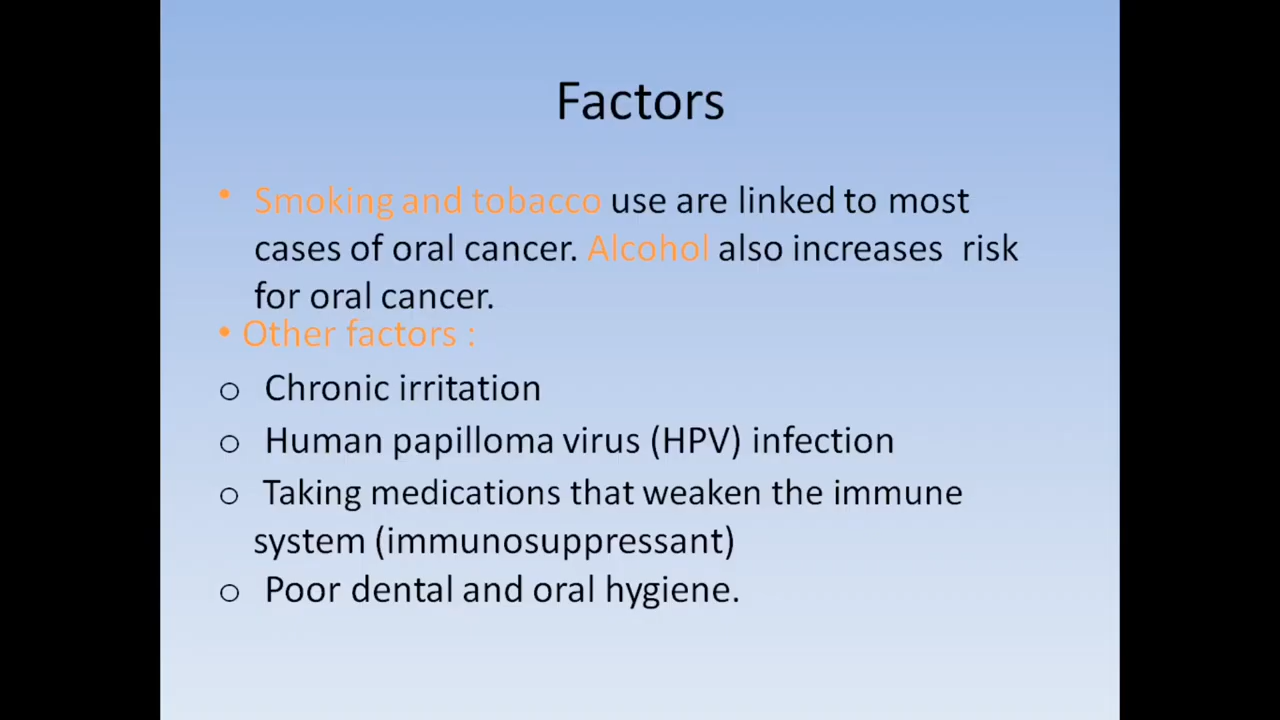 Factors
• Smoking and tobacco use are linked to most
cases of oral cancer. Alcohol also increases  risk
for oral cancer.
• Other factors :
o Chronic irritation
o Human papilloma virus (HPV) infection
o Taking medications that weaken the immune
system (immunosuppressant)
o Poor dental and oral hygiene.